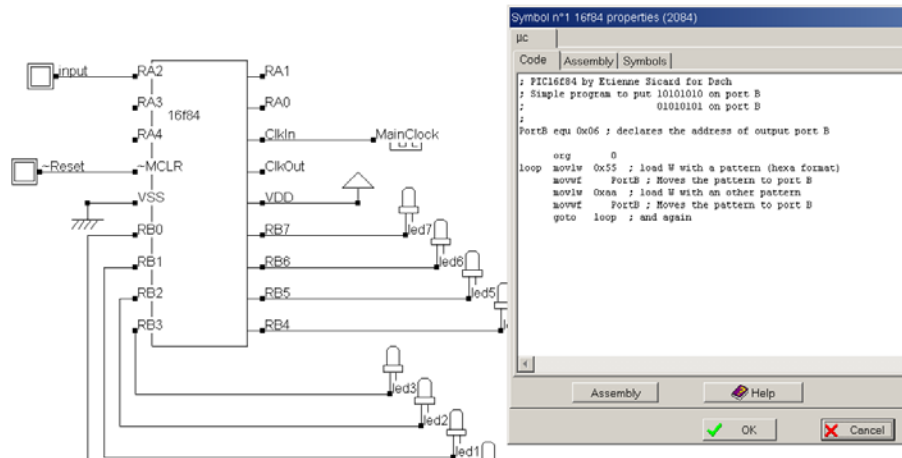 Symbol n°1 16f84 properties (2084)
µc
Code Assembly Symbols
; PIC16f84 by Etienne Sicard for Dsch
; Simple program to put 10101010 on port B
; 01010101 on port B
;
PortB equ 0x06 ; declares the address of output port B
org 0
loop movlw 0x55 ; load W with a pattern (hexa format)
movwf PortB ; Moves the pattern to port B
movlw 0xaa ; load W with an other pattern
movwf PortB ; Moves the pattern to port B
goto loop ; and again
Assembly Help
OK Cancel
input RA2 RA1
RA3 RA0
16f84
RA4 ClkIn MainClock
~Reset ~MCLR ClkOut
VSS VDD
RB0 RB7 led7
RB1 RB6 led6
RB2 RB5 led5
RB3 RB4
led3
led2
led1